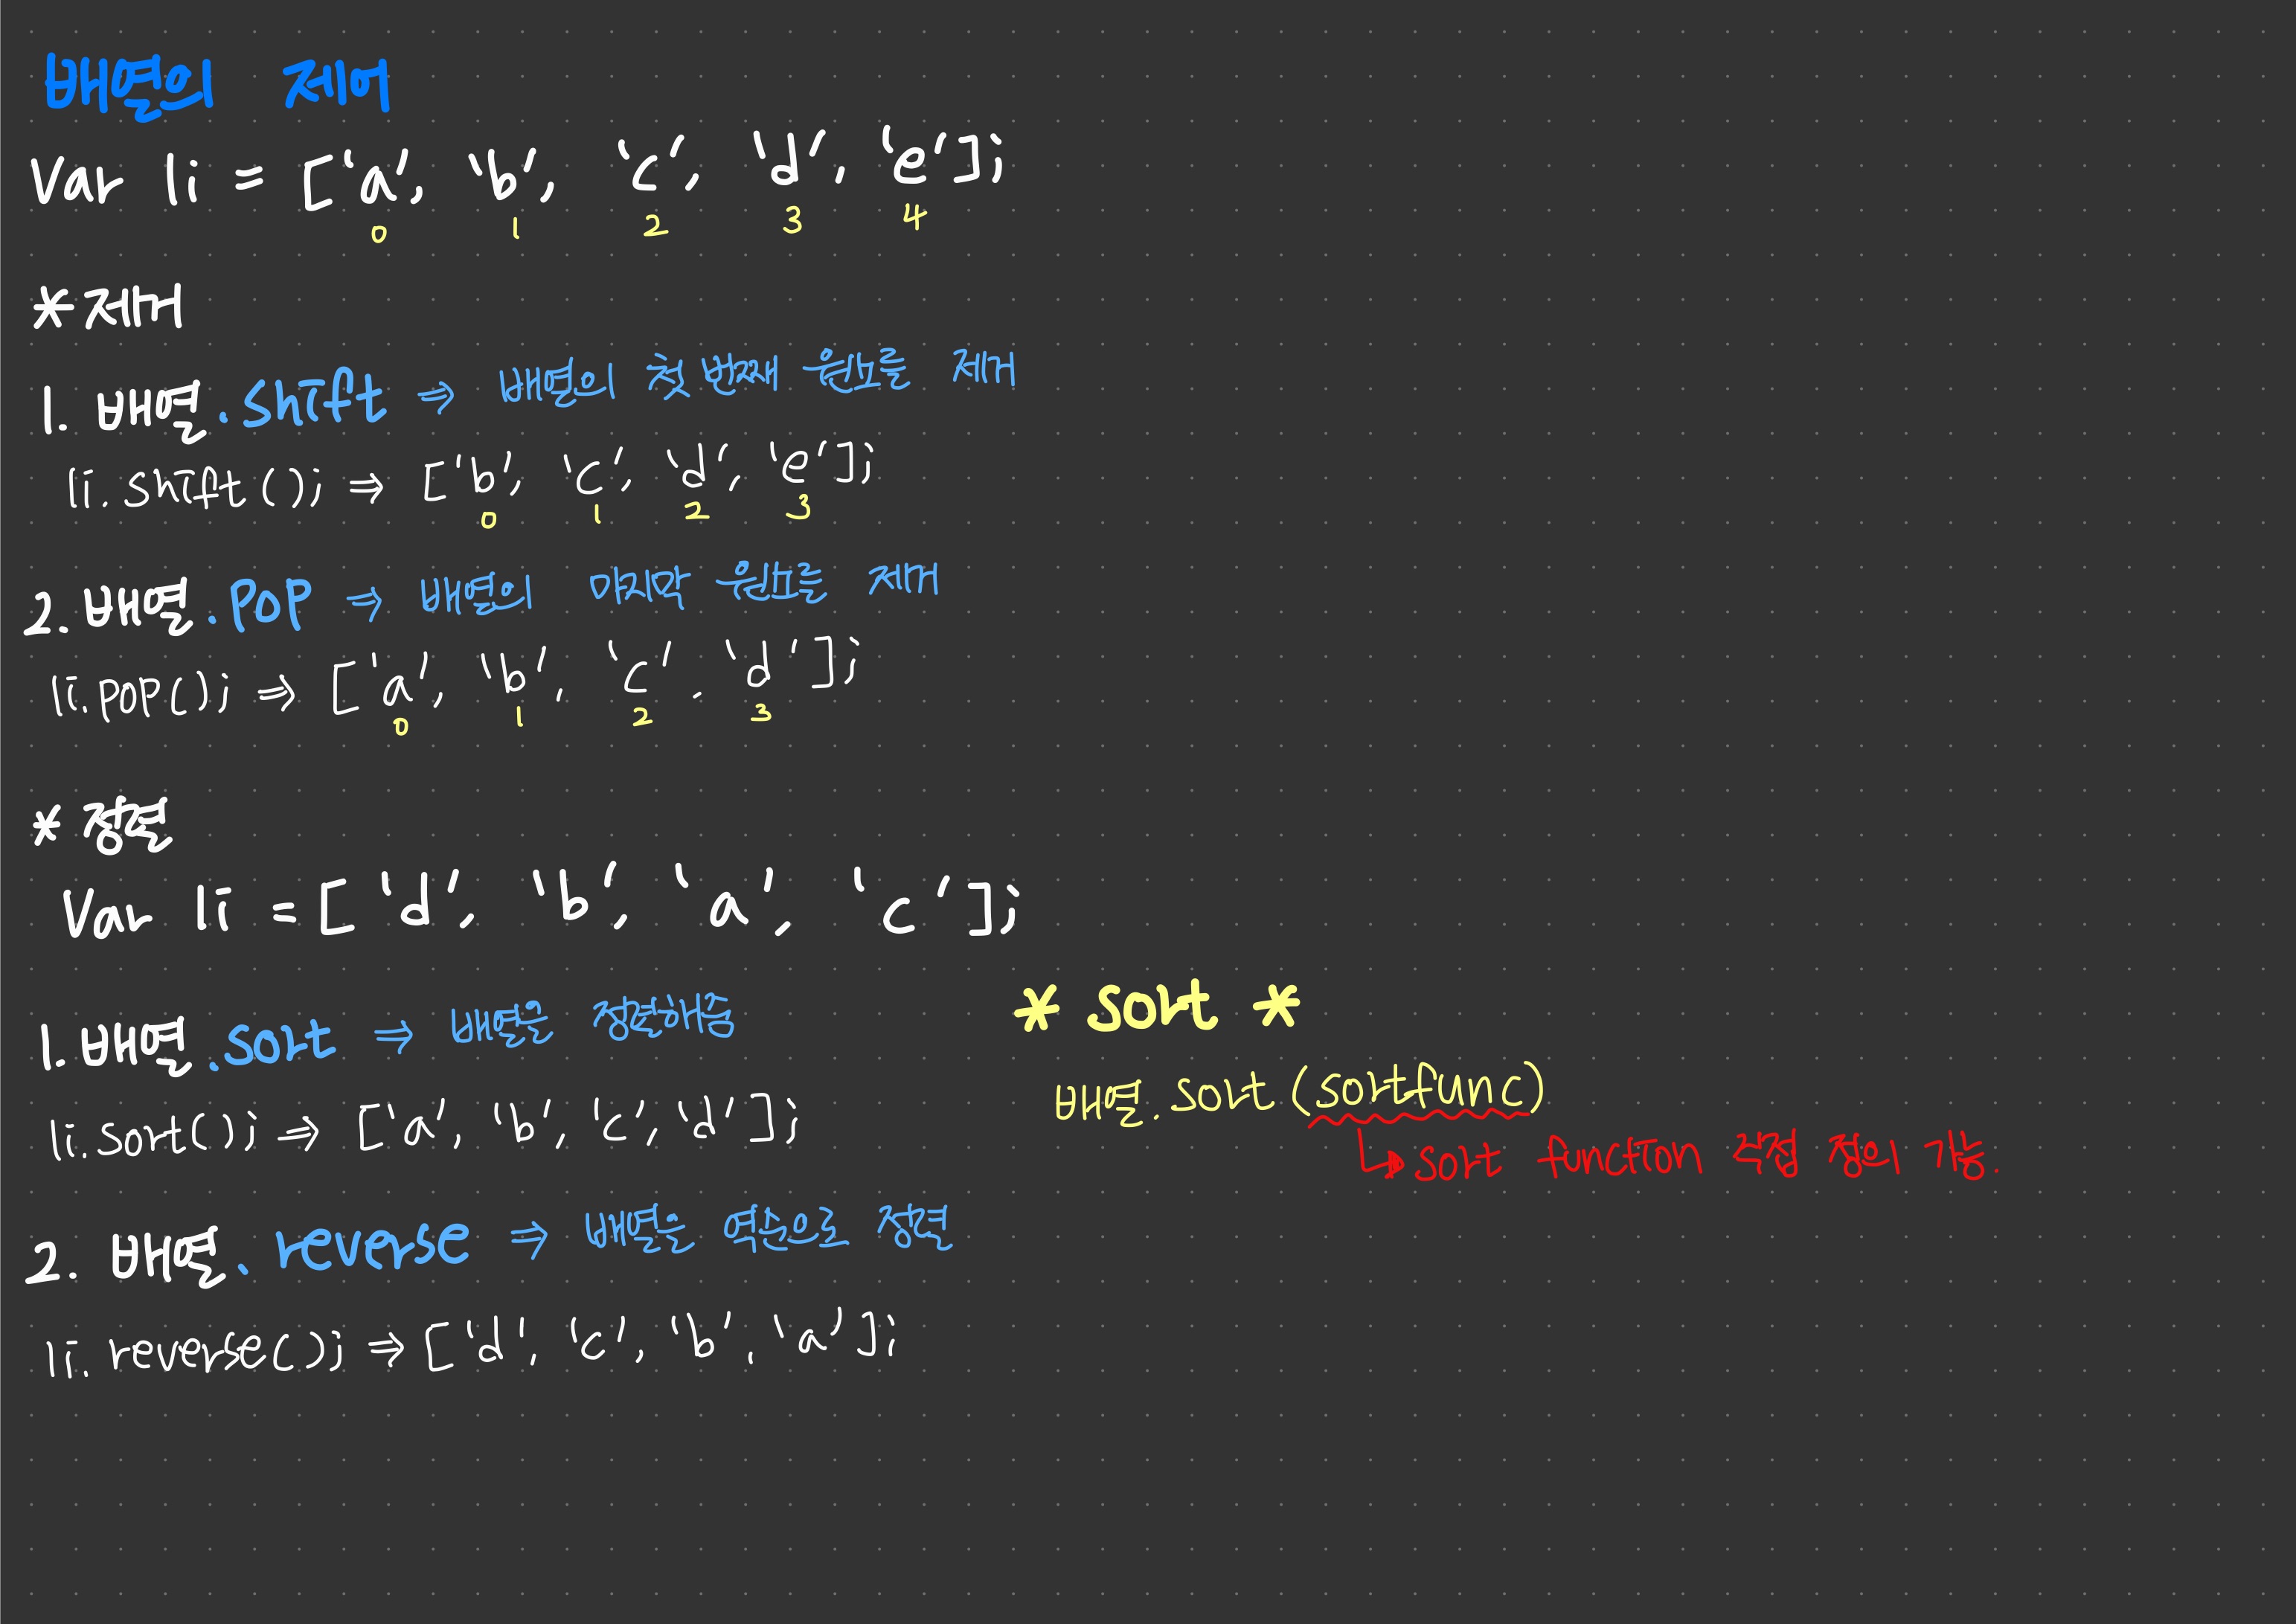 배열의 제어
Var li = ['a', 'b', 'c', 'd', 'e'];
0 1 2 3 4
*제거
1. 배열.shift ⇒ 배열의 첫번째 원소를 제거
li.shift(); ⇒ ['b', 'c', 'd', 'e'];
0 1 2 3
2. 배열.POP ⇒ 배열의 마지막 원소를 제거
li.POP(); ⇒ ['a', 'b', 'c', 'd'];
0 1 2 3
* 정렬
Var li = ['d', 'b', 'a', 'c'];
1. 배열.sort ⇒ 배열을 정렬해줌
li.sort(); ⇒ ['a', 'b', 'c', 'd'];
2. 배열.reverse ⇒ 배열을 역순으로 정렬
li.reverse(); ⇒ ['d', 'c', 'b', 'a'];
* sort *
배열.sort(sortfunc)
↳ sort function 직접 정의 가능.